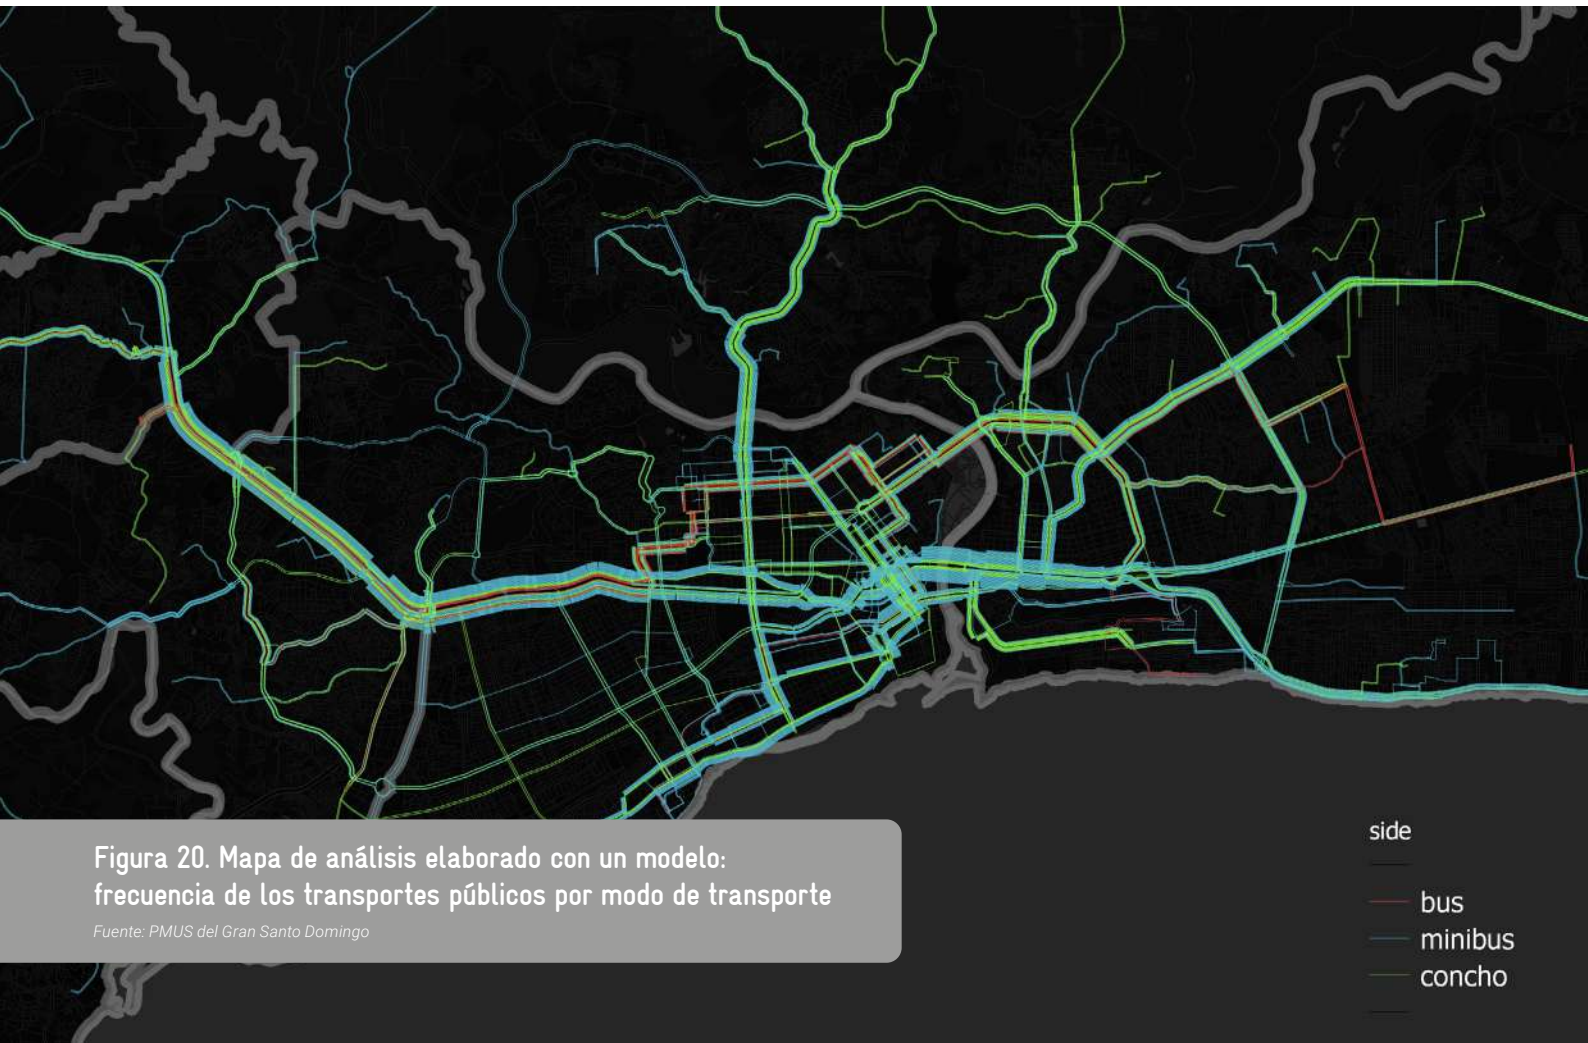 Figura 20. Mapa de análisis elaborado con un modelo:
frecuencia de los transportes públicos por modo de transporte
Fuente: PMUS del Gran Santo Domingo
side
bus
minibus
concho